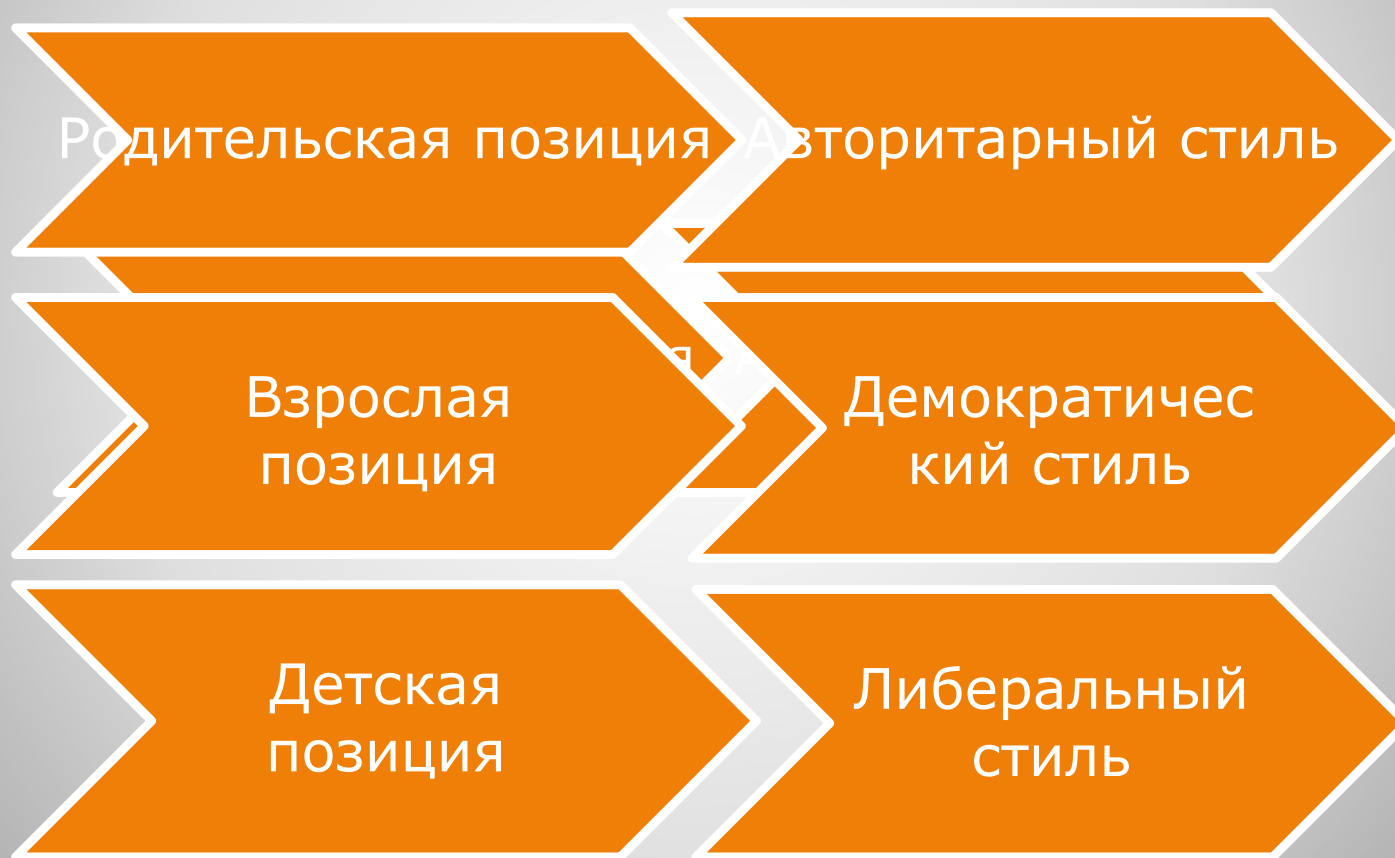 Родительская позиция
Авторитарный стиль
Взрослая
позиция
Демократичес
кий стиль
Детская
позиция
Либеральный
стиль